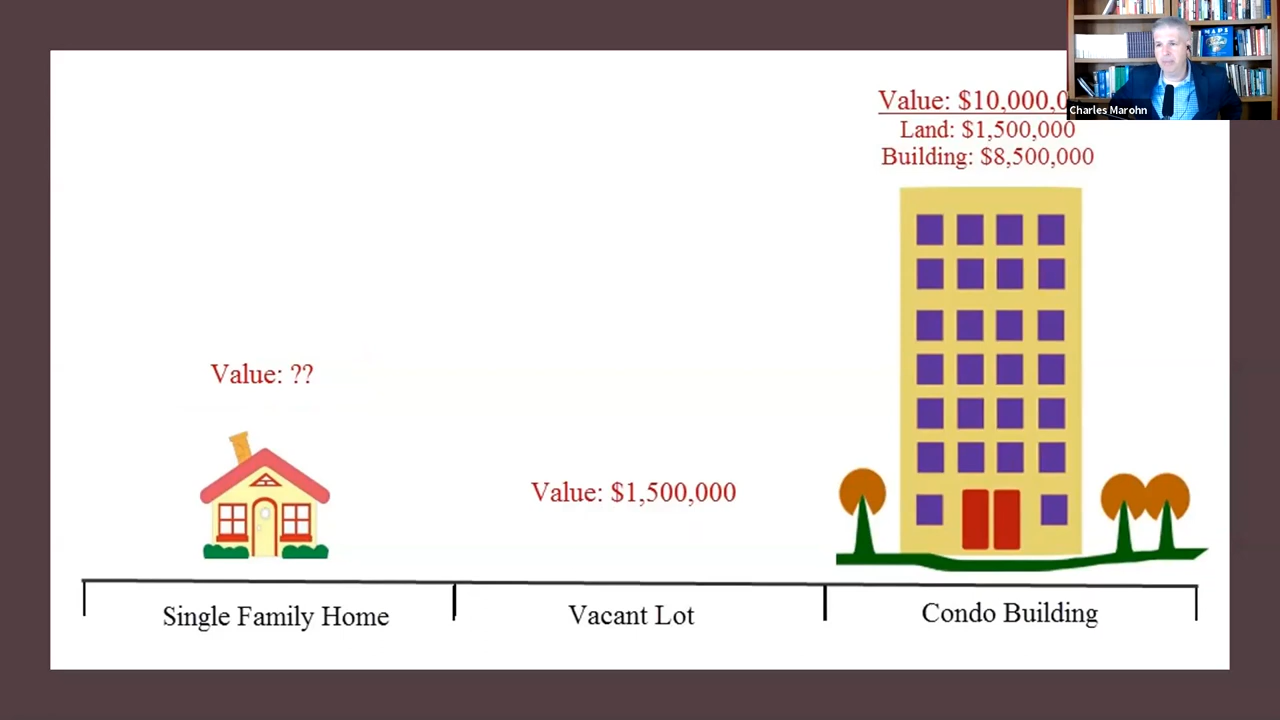 Charles Marohn
Value: $10,000,0
Land: $1,500,000
Building: $8,500,000
Value: ??
Value: $1,500,000
Single Family Home
Vacant Lot
Condo Building